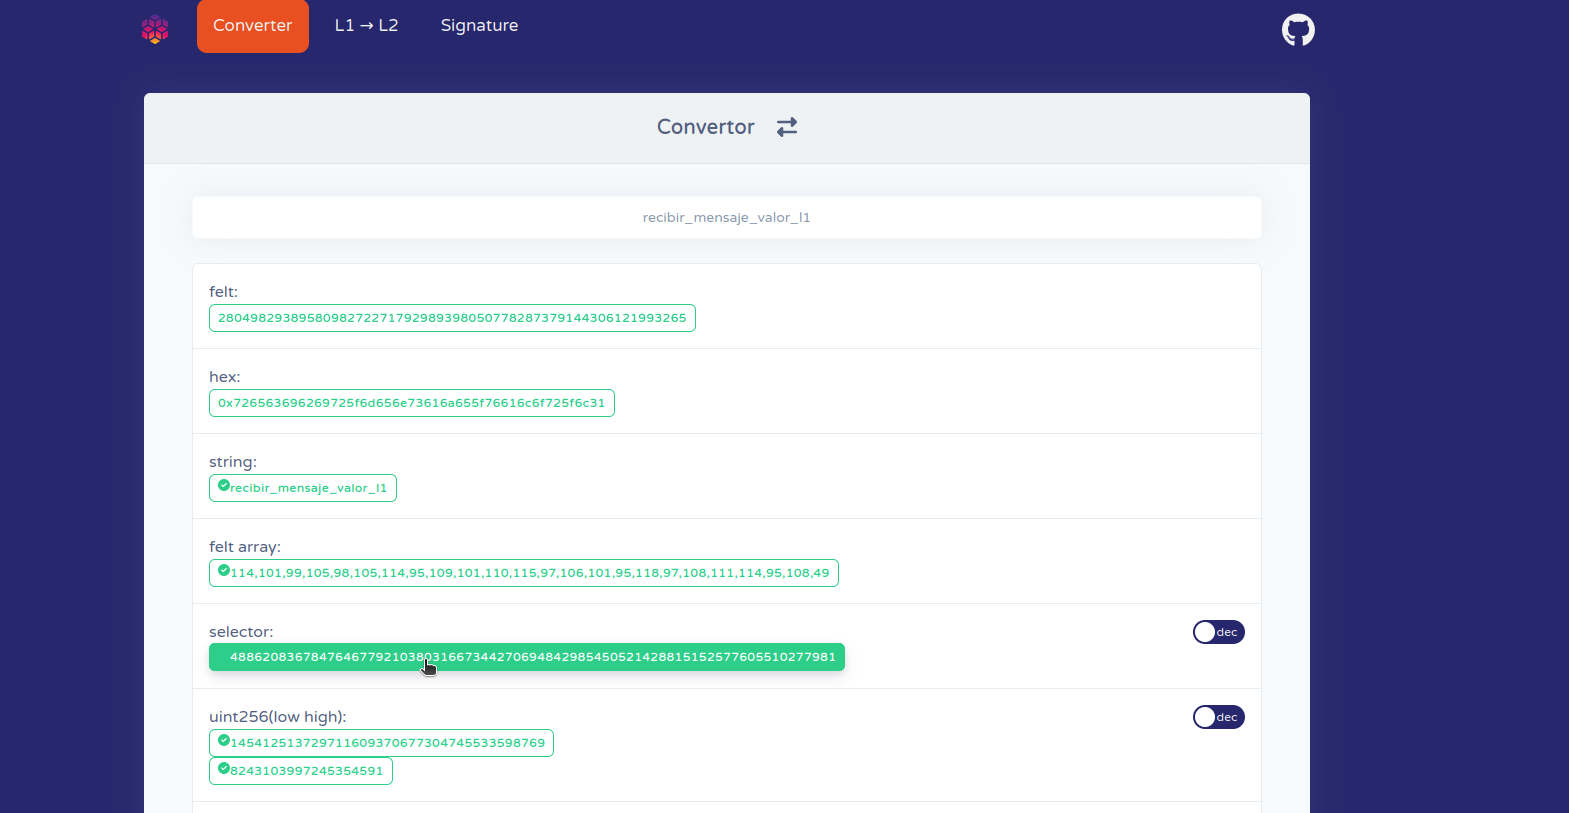 Converter L1 → L2 Signature
Convertor
recibir_mensaje_valor_l1
felt:
2804982938958098272271792989398050778287379144306121993265
hex:
0x726563696269725f6d656e73616a655f76616c6f725f6c31
string:
recibir_mensaje_valor_l1
felt array:
114,101,99,105,98,105,114,95,109,101,110,115,97,106,101,95,118,97,108,111,114,95,108,49
selector:
dec
488620836784764677921038031667344270694842985450521428815152577605510277981
uint256(low high):
dec
145412513729711609370677304745533598769
8243103997245354591